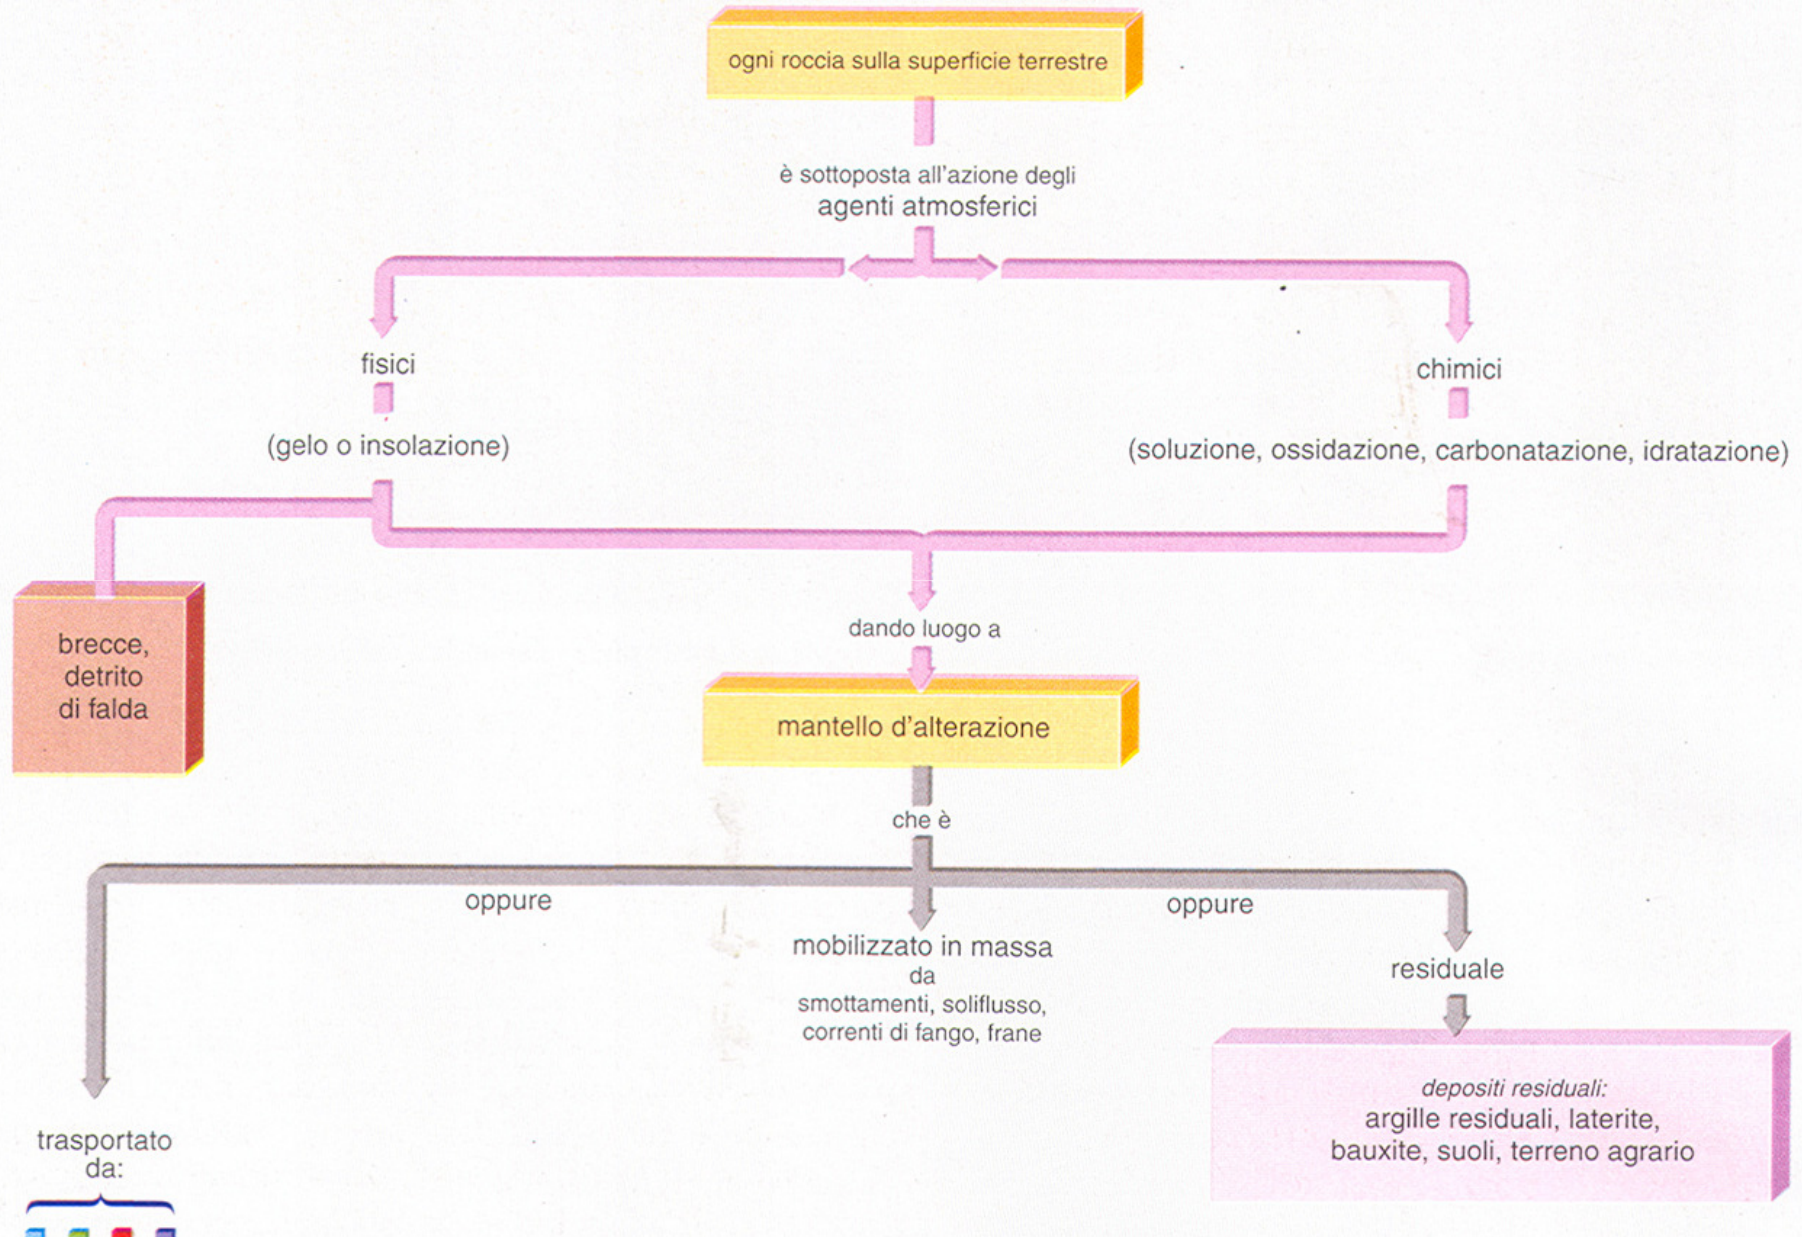 ogni roccia sulla superficie terrestre
è sottoposta all'azione degli
agenti atmosferici
fisici
chimici
(gelo o insolazione)
(soluzione, ossidazione, carbonatazione, idratazione)
brecce,
detrito
di falda
dando luogo a
mantello d'alterazione
che è
oppure
oppure
mobilizzato in massa
da
smottamenti, soliflusso,
correnti di fango, frane
residuale
depositi residuali:
argille residuali, laterite,
bauxite, suoli, terreno agrario
trasportato
da: